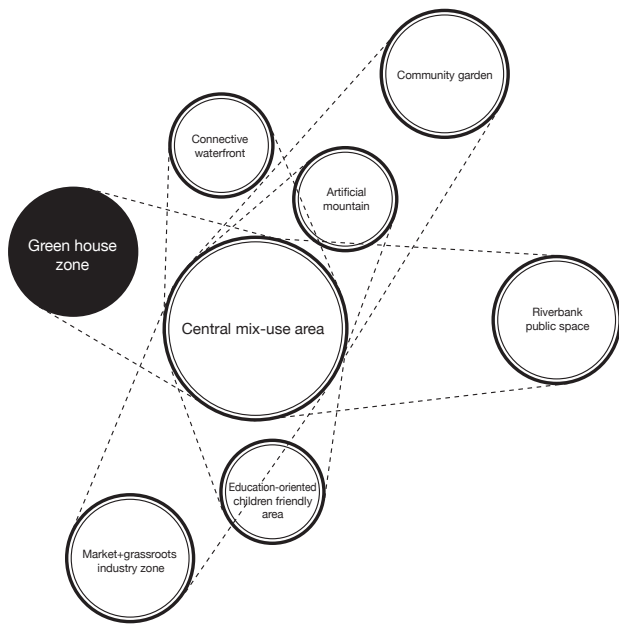 Community garden
Connective
waterfront
Artificial
mountain
Green house
zone
Central mix-use area
Riverbank
public space
Education-oriented
children friendly
area
Market+grassroots
industry zone